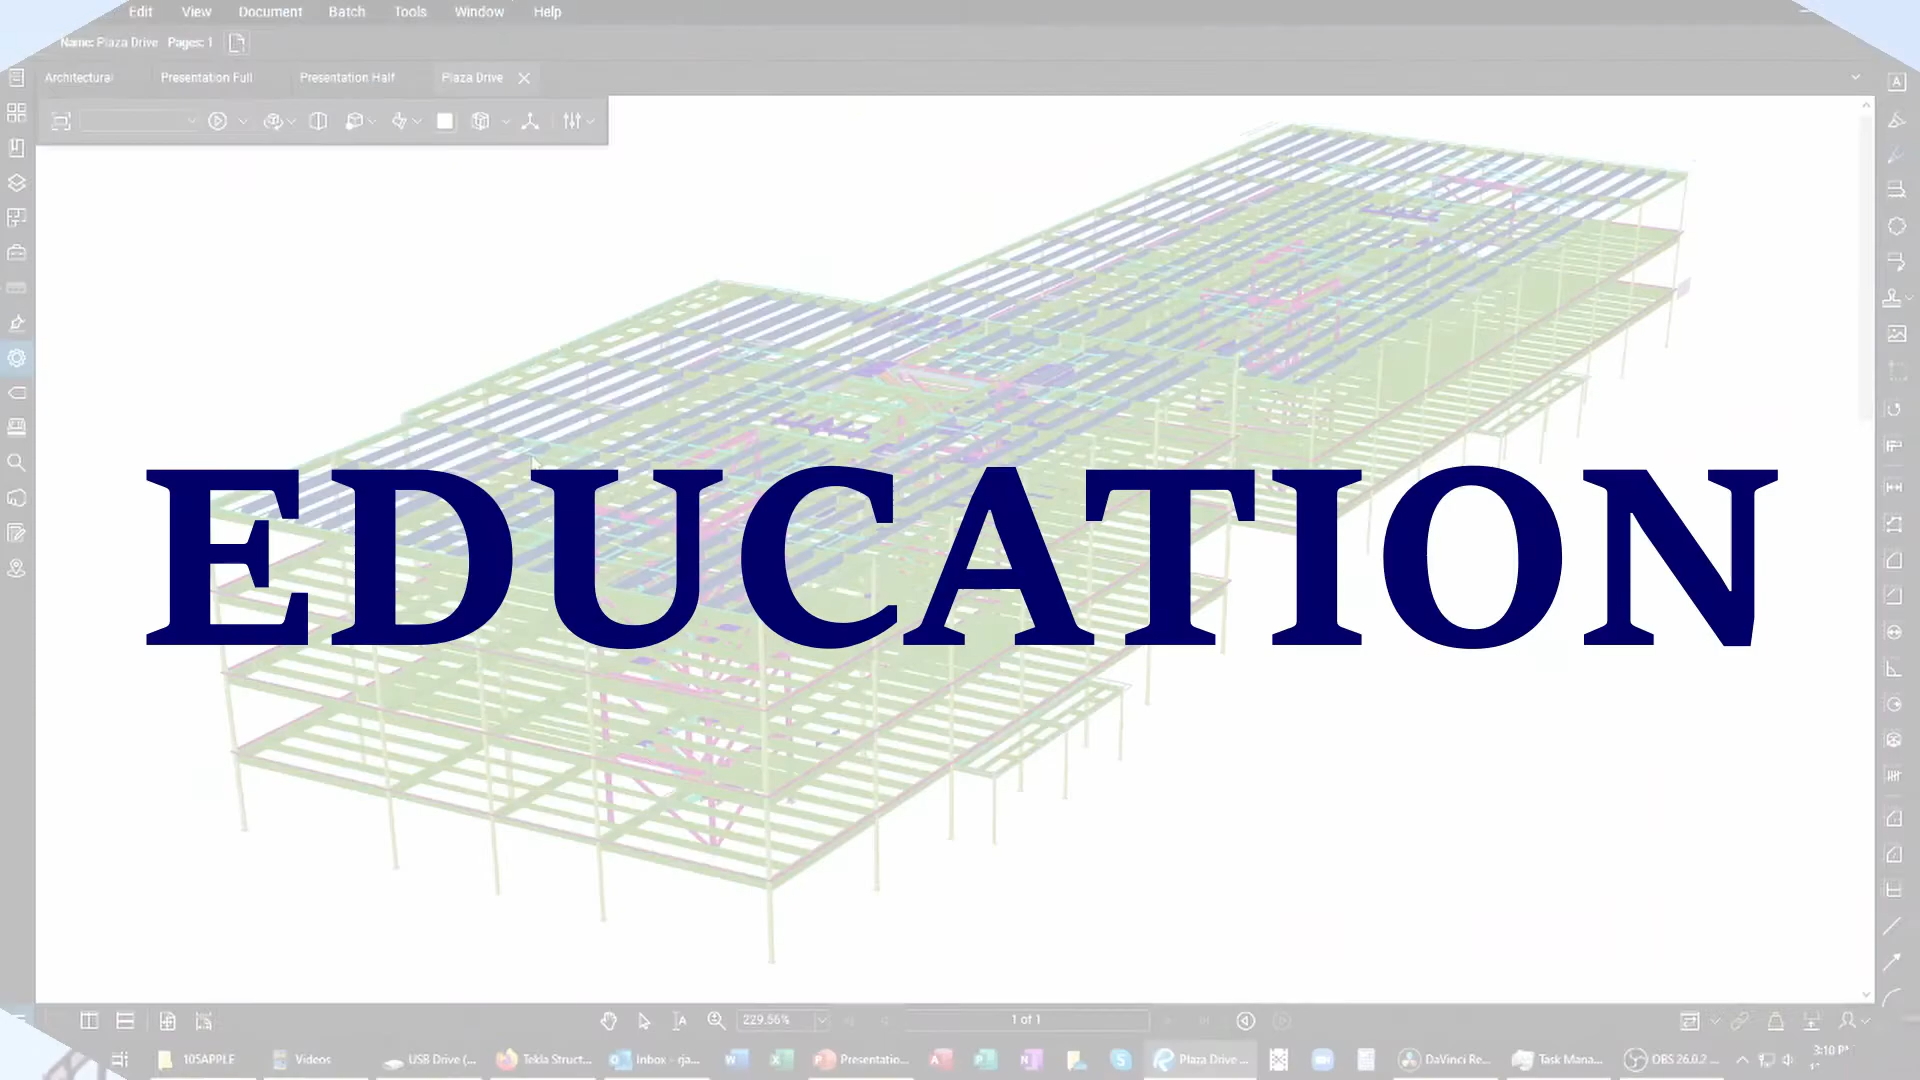 Edit View Document Batch Tools Window Help
Name: Plaza Drive Pages: 1
Architectural Presentation Full Presentation Half Plaza Drive
EDUCATION
229.56% 1 of 1
105APPLE Videos USB Drive (... Tekla Struct... Inbox - rja... Presentatio... Plaza Drive ... DaVinci Re... Task Mana... OBS 26.0.2 ... 3:10 P